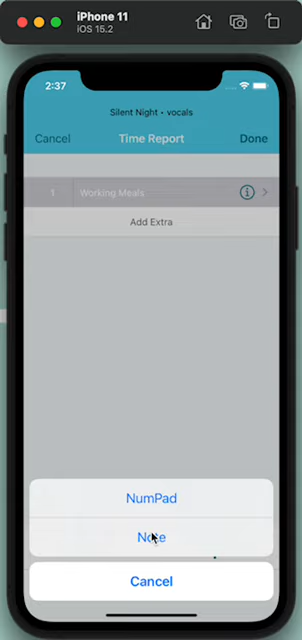 iPhone 11
iOS 15.2
2:37
Silent Night • vocals
Cancel Time Report Done
1 Working Meals
Add Extra
NumPad
Note
Cancel